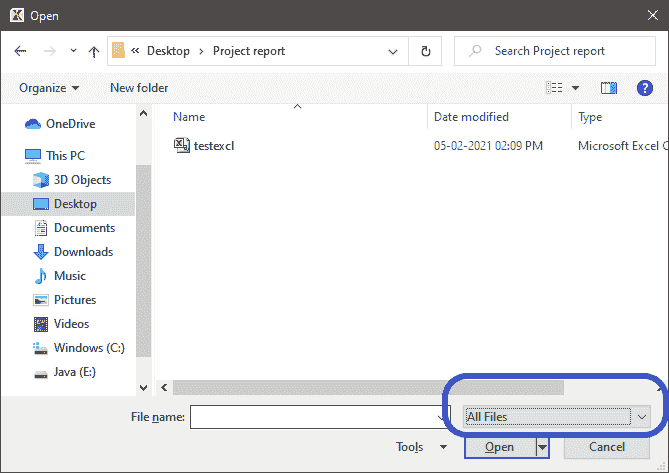 Open
« Desktop > Project report
Search Project report
Organize
New folder
Name
Date modified
Type
OneDrive
This PC
3D Objects
Desktop
Documents
Downloads
Music
Pictures
Videos
Windows (C:)
Java (E:)
testexcl
05-02-2021 02:09 PM
Microsoft Excel C
File name:
All Files
Tools
Open
Cancel